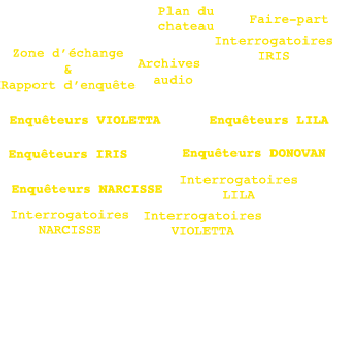 Plan du
chateau
Faire-part
Interrogatoires
IRIS
Zome d'échange
&
Rapport d'enquête
Archives
audio
Enquêteurs VIOLETTA
Enquêteurs LILA
Enquêteurs IRIS
Enquêteurs DONOVAN
Enquêteurs NARCISSE
Interrogatoires
LILA
Interrogatoires
NARCISSE
Interrogatoires
VIOLETTA